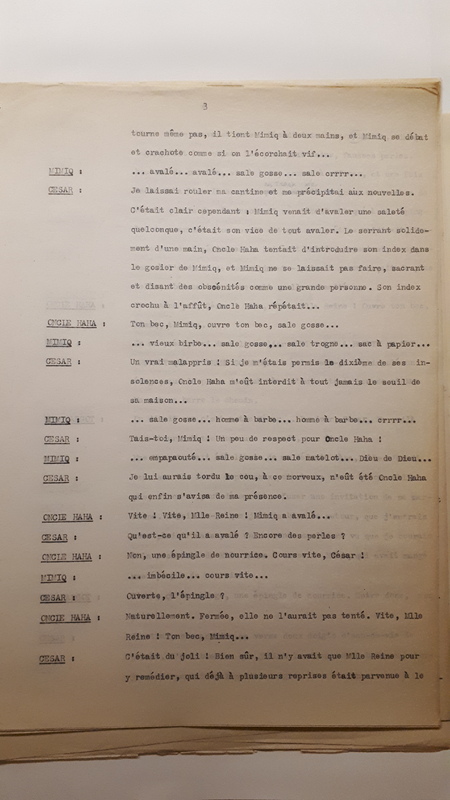 8
tourne même pas, il tient Mimiq à deux mains, et Mimiq se débat
et crachote comme si on l'écorchait vif...
MIMIQ : ... avalé... avalé... sale gosse... sale crrrr...
CESAR : Je laissai rouler ma cantine et me précipitai aux nouvelles.
C'était clair cependant : Mimiq venait d'avaler une saleté
quelconque, c'était son vice de tout avaler. Le serrant solide-
ment d'une main, Oncle Haha tentait d'introduire son index dans
le gosier de Mimiq, et Mimiq ne se laissait pas faire, sacrant
et disant des obscénités comme une grande personne. Son index
crochu à l'affût, Oncle Haha répétait...
ONCLE HAHA : Ton bec, Mimiq, ouvre ton bec, sale gosse...
MIMIQ : ... vieux birbe... sale gosse... sale trogne... sac à papier...
CESAR : Un vrai malappris ! Si je m'étais permis la dixième de ses in-
solences, Oncle Haha m'eût interdit à tout jamais le seuil de
sa maison...
MIMIQ : ... sale gosse... homme à barbe... homme à barbe... crrrr...
CESAR : Tais-toi, Mimiq ! Un peu de respect pour Oncle Haha !
MIMIQ : ... empapaouté... sale gosse... sale matelot... Dieu de Dieu...
CESAR : Je lui aurais tordu le cou, à ce morveux, n'eût été Oncle Haha
qui enfin s'avisa de ma présence.
ONCLE HAHA : Vite ! Vite, Mlle Reine ! Mimiq a avalé...
CESAR : Qu'est-ce qu'il a avalé ? Encore des perles ?
ONCLE HAHA : Non, une épingle de nourrice. Cours vite, César !
MIMIQ : ... imbécile... cours vite...
CESAR : Ouverte, l'épingle ?
ONCLE HAHA : Naturellement. Fermée, elle ne l'aurait pas tenté. Vite, Mlle
Reine ! Ton bec, Mimiq...
CESAR : C'était du joli ! Bien sûr, il n'y avait que Mlle Reine pour
y remédier, qui déjà à plusieurs reprises était parvenue à le